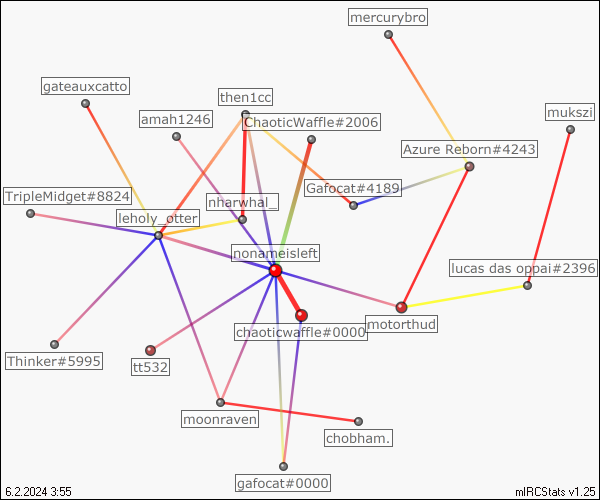 mercurybro
gateauxcatto
then1cc
mukszi
amah1246
ChaoticWaffle#2006
Azure Reborn#4243
TripleMidget#8824
Gafocat#4189
nharwhal_
leholy_otter
nonameisleft
lucas das oppai#2396
chaoticwaffle#0000
motorthud
Thinker#5995
tt532
moonraven
chobham.
gafocat#0000
6.2.2024 3:55
mIRCStats v1.25